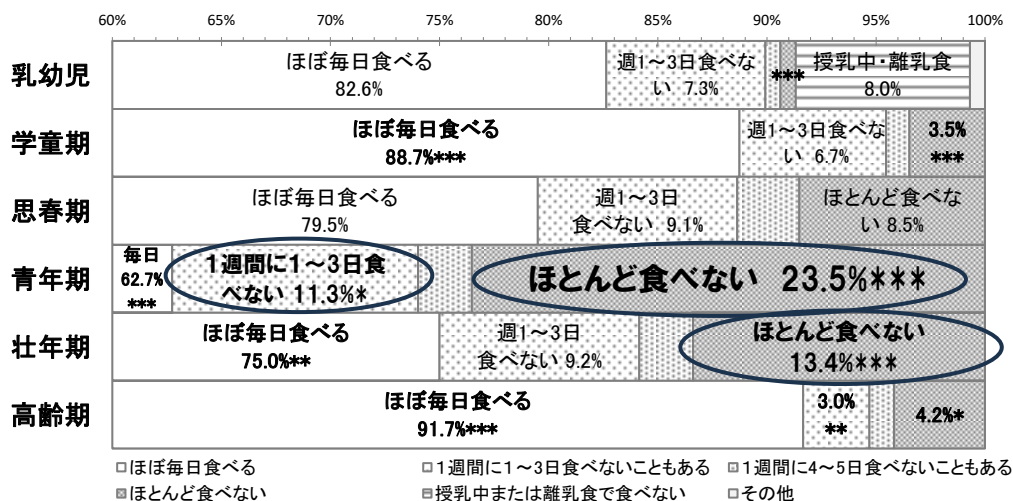 60% 65% 70% 75% 80% 85% 90% 95% 100%
乳幼児
ほぼ毎日食べる
82.6%
週1～3日食べな
い 7.3%
***
授乳中・離乳食
8.0%
学童期
ほぼ毎日食べる
88.7%***
週1～3日食べな
い 6.7%
3.5%
***
思春期
ほぼ毎日食べる
79.5%
週1～3日
食べない 9.1%
ほとんど食べな
い 8.5%
青年期
毎日
62.7%
***
1週間に1～3日食
べない 11.3%*
ほとんど食べない 23.5%***
壮年期
ほぼ毎日食べる
75.0%**
週1～3日
食べない 9.2%
ほとんど食べない
13.4%***
高齢期
ほぼ毎日食べる
91.7%***
3.0%
**
4.2%*
ほぼ毎日食べる
1週間に1～3日食べないこともある
1週間に4～5日食べないこともある
ほとんど食べない
授乳中または離乳食で食べない
その他